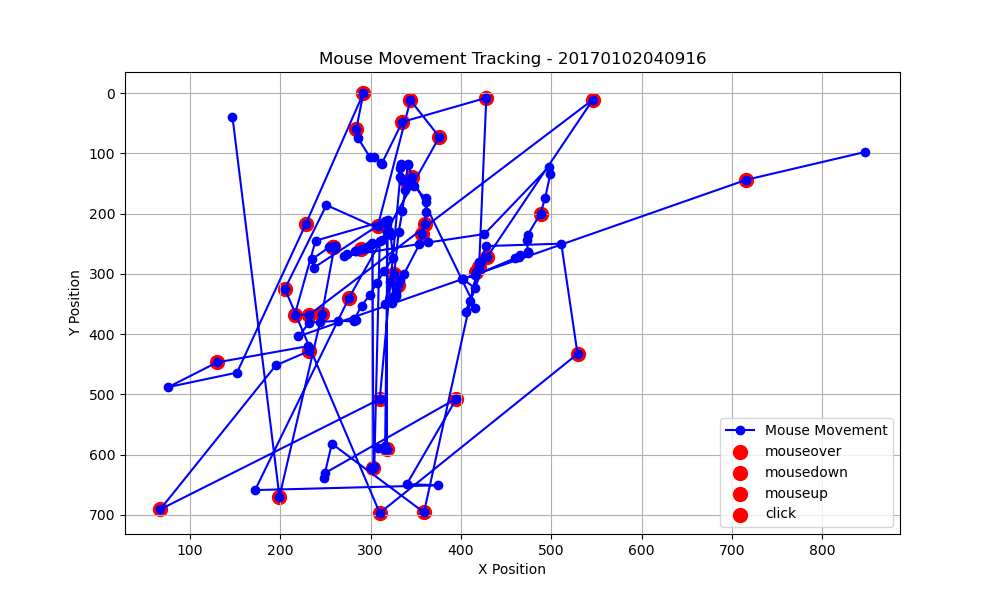 Mouse Movement Tracking - 20170102040916
Y Position
0
100
200
300
400
500
600
700
100
200
300
400
500
600
700
800
X Position
Mouse Movement
mouseover
mousedown
mouseup
click